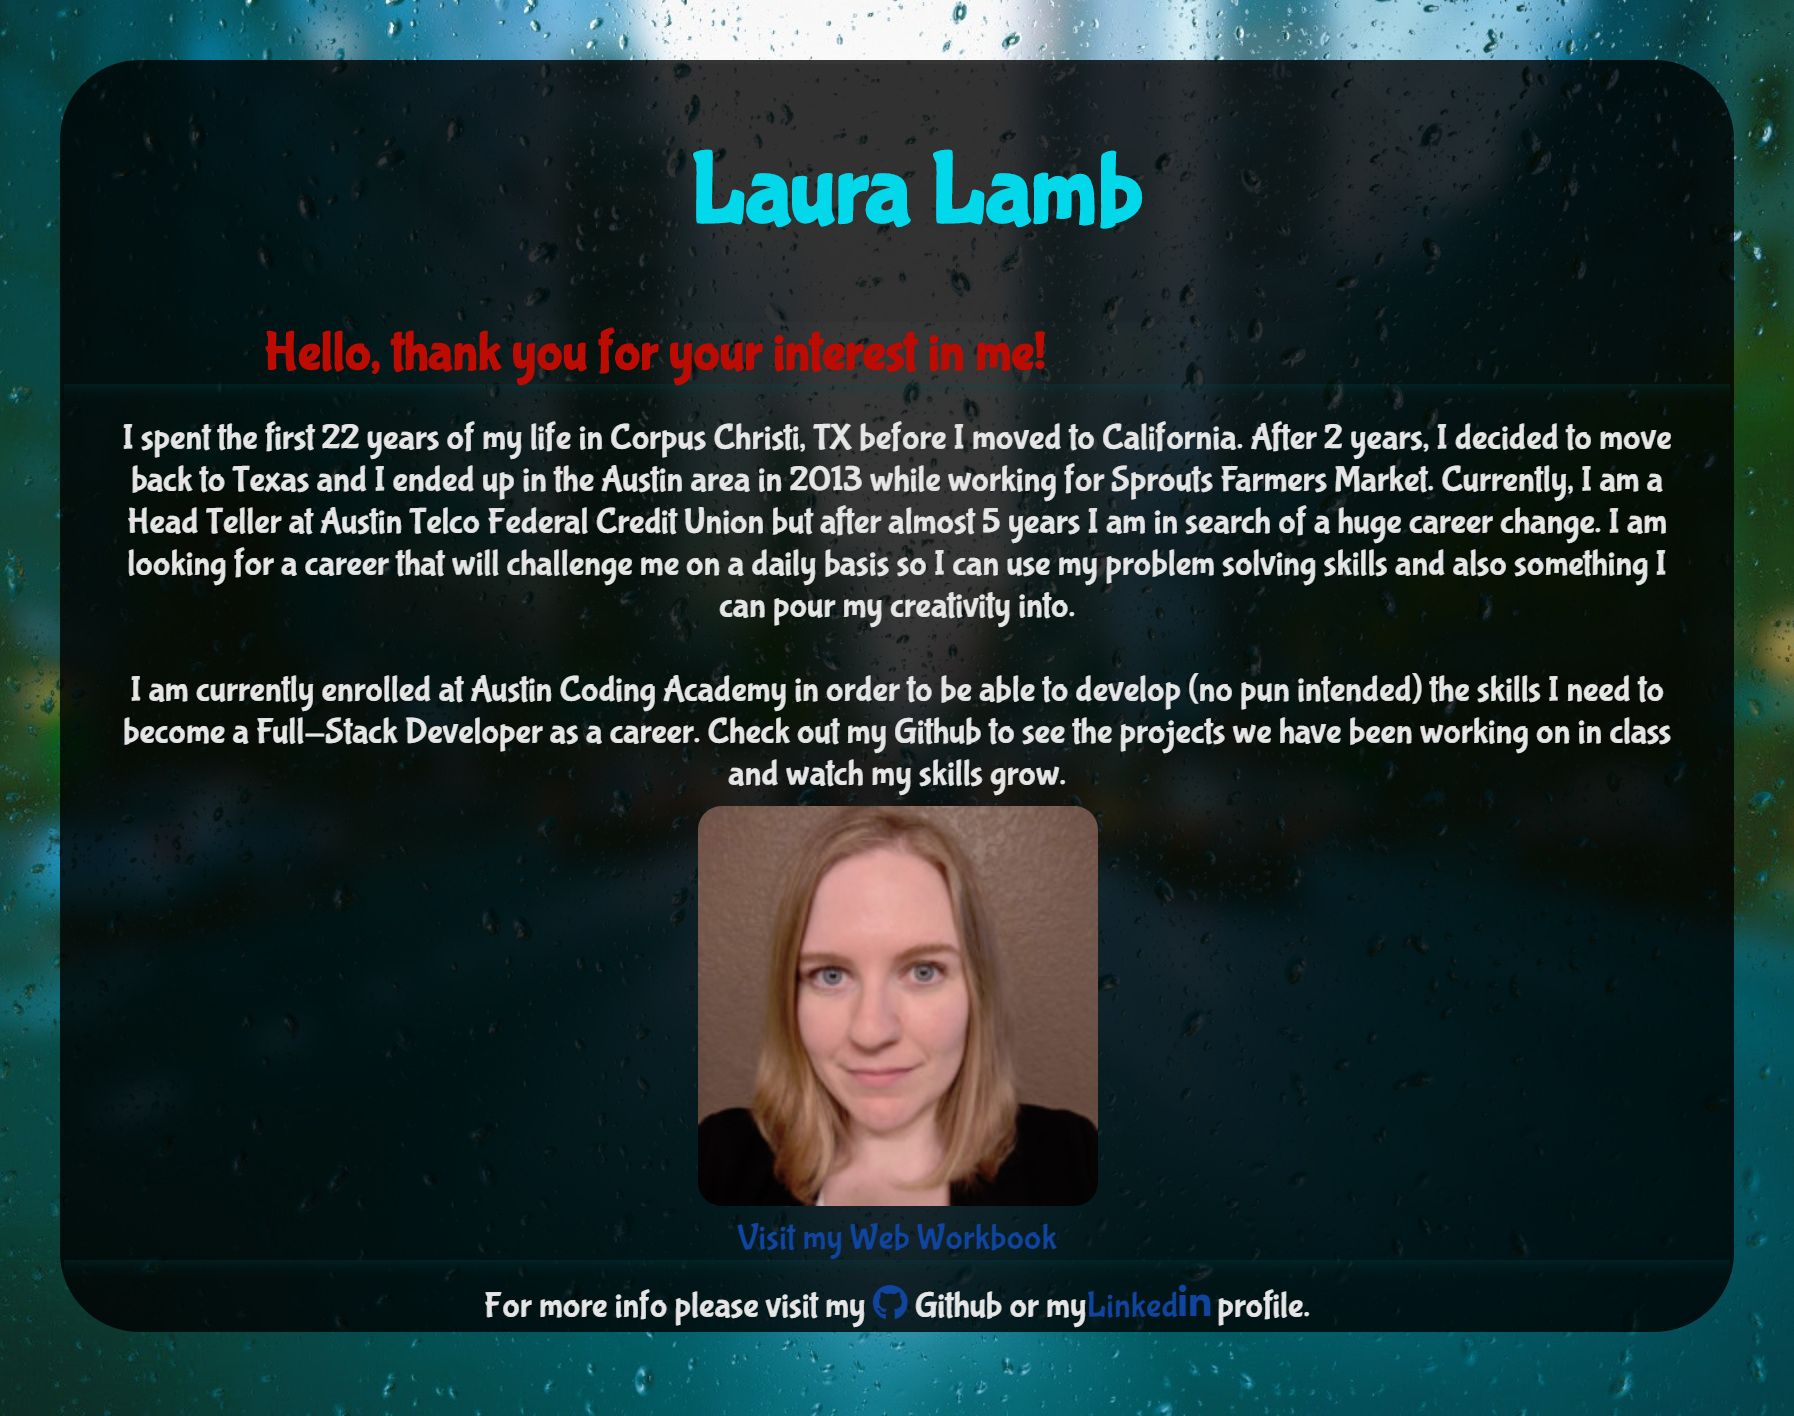 Laura Lamb
Hello, thank you for your interest in me!
I spent the first 22 years of my life in Corpus Christi, TX before I moved to California. After 2 years, I decided to move
back to Texas and I ended up in the Austin area in 2013 while working for Sprouts Farmers Market. Currently, I am a
Head Teller at Austin Telco Federal Credit Union but after almost 5 years I am in search of a huge career change. I am
looking for a career that will challenge me on a daily basis so I can use my problem solving skills and also something I
can pour my creativity into.
I am currently enrolled at Austin Coding Academy in order to be able to develop (no pun intended) the skills I need to
become a Full-Stack Developer as a career. Check out my Github to see the projects we have been working on in class
and watch my skills grow.
Visit my Web Workbook
For more info please visit my Github or myLinkedin profile.